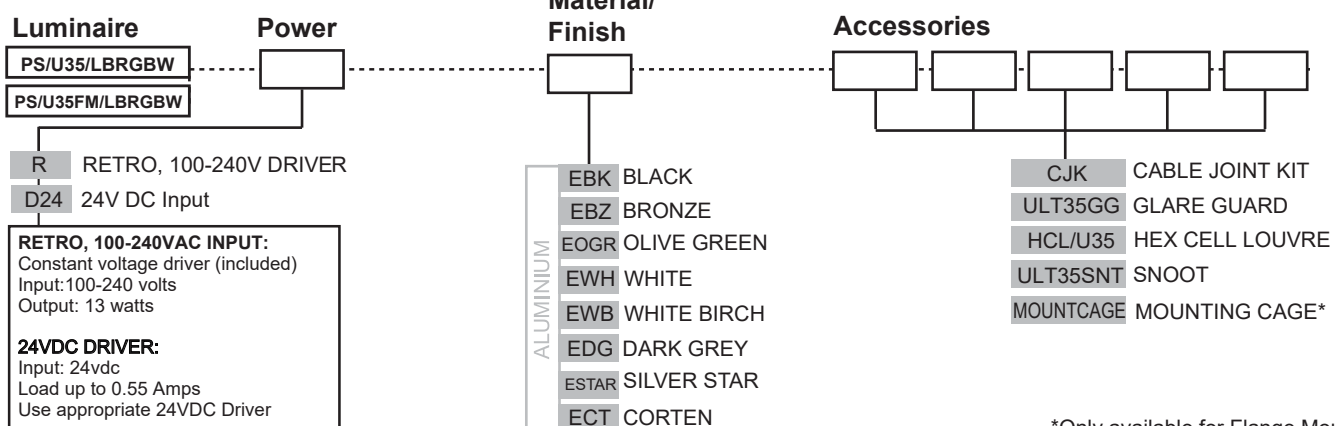 Luminaire
Power
Material/
Finish
Accessories
PS/U35/LBRGBW
PS/U35FM/LBRGBW
R RETRO, 100-240V DRIVER
D24 24V DC Input
RETRO, 100-240VAC INPUT:
Constant voltage driver (included)
Input:100-240 volts
Output: 13 watts
24VDC DRIVER:
Input: 24vdc
Load up to 0.55 Amps
Use appropriate 24VDC Driver
ALUMINIUM
EBK BLACK
EBZ BRONZE
EOGR OLIVE GREEN
EWH WHITE
EWB WHITE BIRCH
EDG DARK GREY
ESTAR SILVER STAR
ECT CORTEN
CJK CABLE JOINT KIT
ULT35GG GLARE GUARD
HCL/U35 HEX CELL LOUVRE
ULT35SNT SNOOT
MOUNTCAGE MOUNTING CAGE*
*Only available for Flange